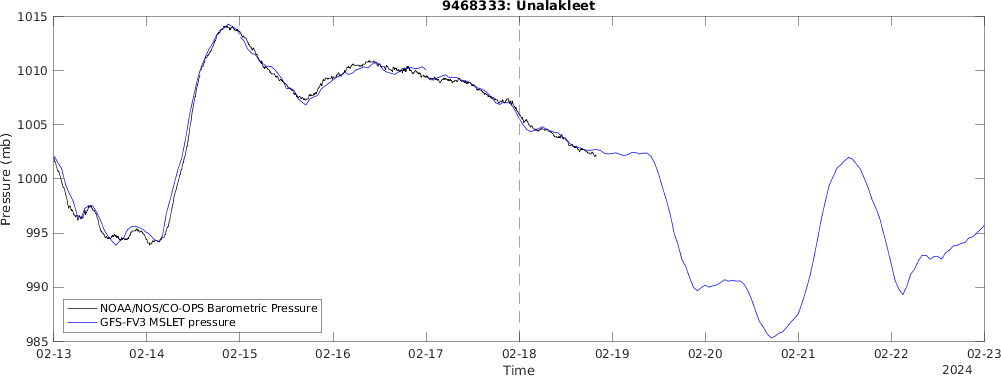 9468333: Unalakleet
1015
1010
1005
1000
995
990
985
Pressure (mb)
NOAA/NOS/CO-OPS Barometric Pressure
GFS-FV3 MSLET pressure
02-13 02-14 02-15 02-16 02-17 02-18 02-19 02-20 02-21 02-22 02-23
Time
2024